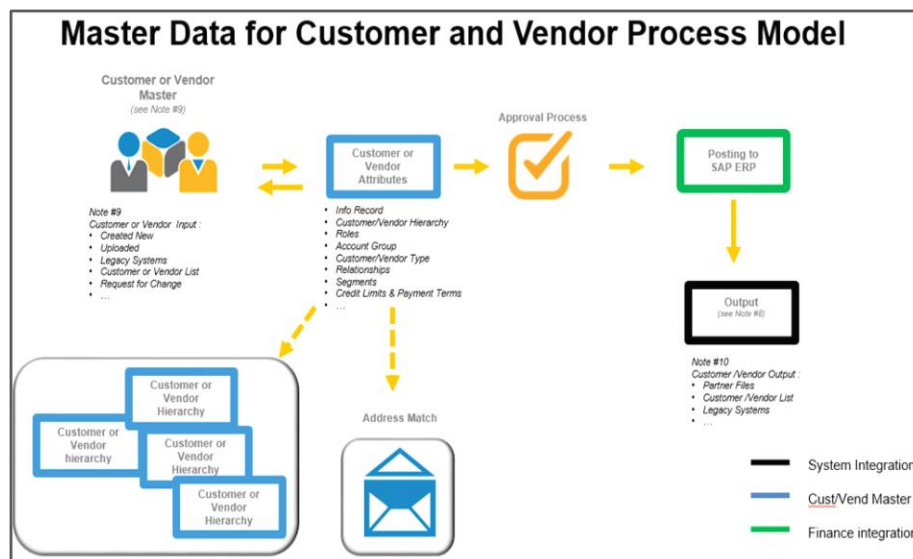 Master Data for Customer and Vendor Process Model
Customer or Vendor
Master
(see Note #9)
Note #9
Customer or Vendor Input :
• Created New
• Uploaded
• Legacy Systems
• Customer or Vendor List
• Request for Change
• ...
Customer or
Vendor
Attributes
• Info Record
• Customer/Vendor Hierarchy
• Roles
• Account Group
• Customer/Vendor Type
• Relationships
• Segments
• Credit Limits & Payment Terms
• ...
Approval Process
Posting to
SAP ERP
Output
(see Note #8)
Note #10
Customer /Vendor Output :
• Partner Files
• Customer /Vendor List
• Legacy Systems
• ...
Customer or
Vendor
Hierarchy
Customer or
Vendor
hierarchy
Customer or
Vendor
Hierarchy
Customer or
Vendor
Hierarchy
Address Match
System Integration
Cust/Vend Master
Finance integration